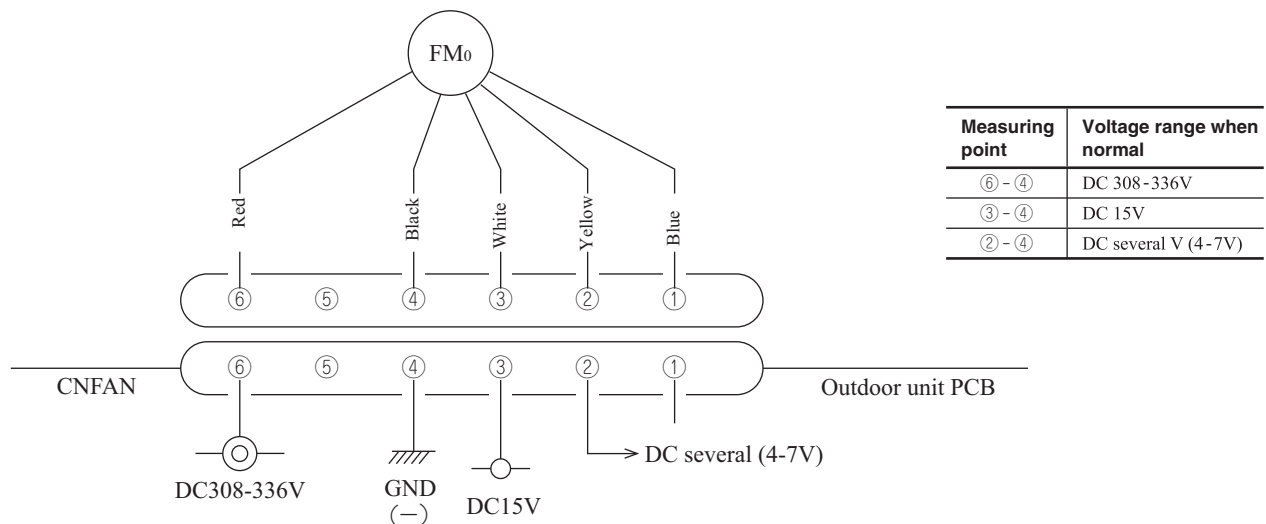 FM0
Red
Black
White
Yellow
Blue
⑥ ⑤ ④ ③ ② ①
⑥ ⑤ ④ ③ ② ①
CNFAN
Outdoor unit PCB
DC308-336V
GND
(−)
DC15V
DC several (4-7V)
Measuring point
Voltage range when normal
⑥ - ④ DC 308-336V
③ - ④ DC 15V
② - ④ DC several V (4-7V)